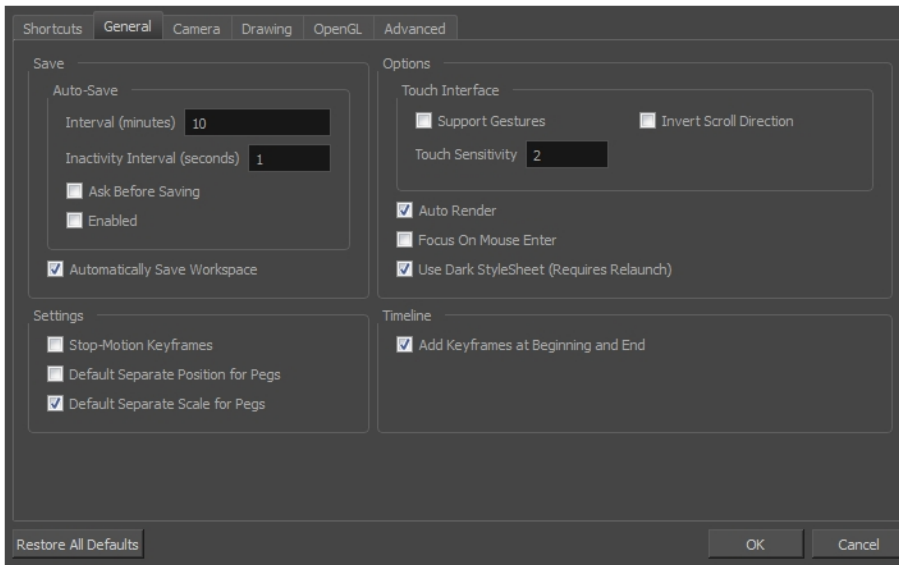 Shortcuts General Camera Drawing OpenGL Advanced
Save
Auto-Save
Interval (minutes) 10
Inactivity Interval (seconds) 1
Ask Before Saving
Enabled
Automatically Save Workspace
Options
Touch Interface
Support Gestures Invert Scroll Direction
Touch Sensitivity 2
Auto Render
Focus On Mouse Enter
Use Dark StyleSheet (Requires Relaunch)
Settings
Stop-Motion Keyframes
Default Separate Position for Pegs
Default Separate Scale for Pegs
Timeline
Add Keyframes at Beginning and End
Restore All Defaults OK Cancel